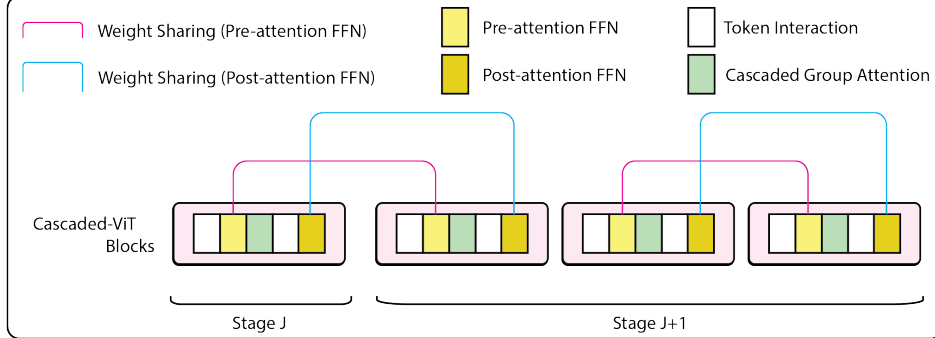 Weight Sharing (Pre-attention FFN)
Pre-attention FFN
Token Interaction
Weight Sharing (Post-attention FFN)
Post-attention FFN
Cascaded Group Attention
Cascaded-ViT
Blocks
Stage J
Stage J+1